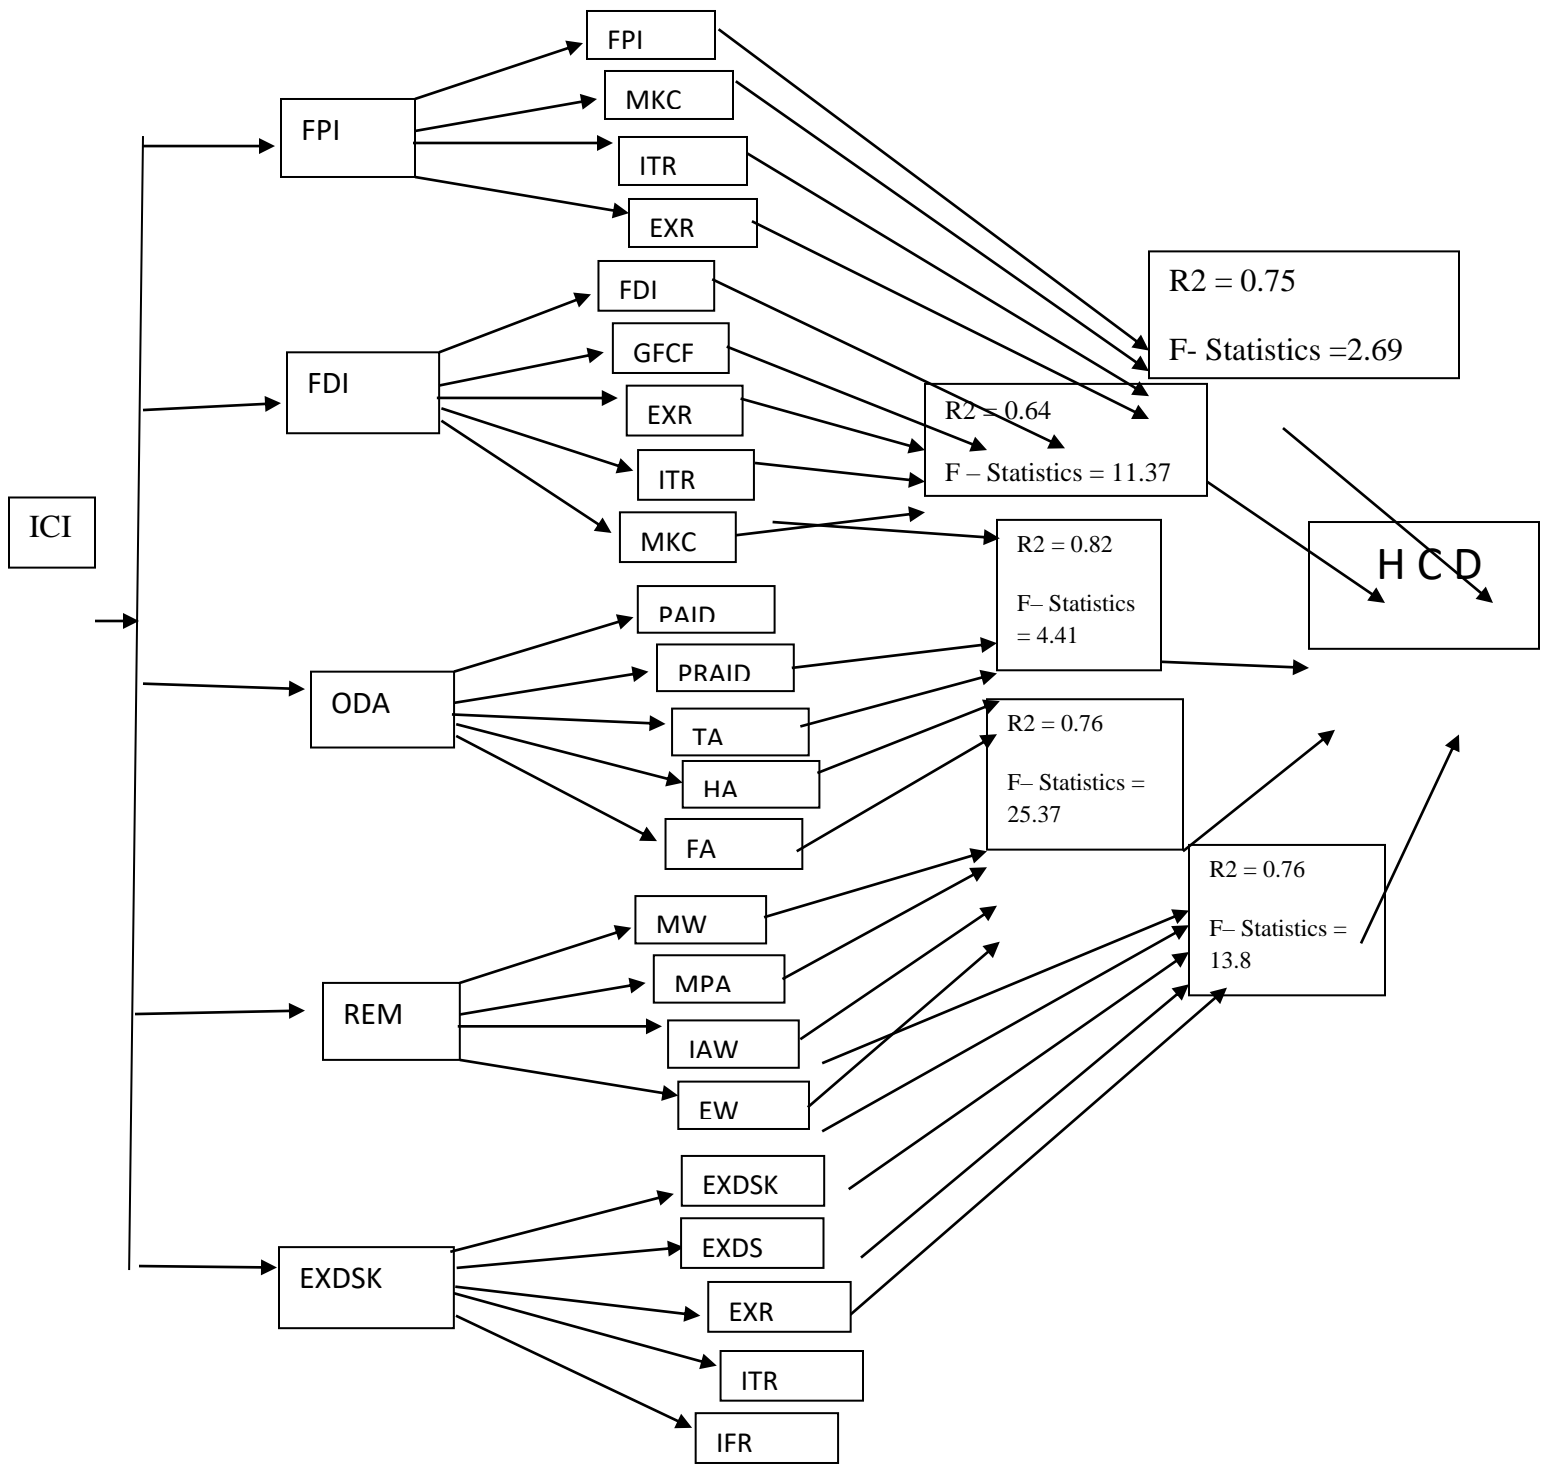 ICI
FPI
FPI
MKC
ITR
EXR
FDI
FDI
GFCF
EXR
ITR
MKC
ODA
PAID
PRAID
TA
HA
FA
REM
MW
MPA
IAW
EW
EXDSK
EXDSK
EXDS
EXR
ITR
IFR
R2 = 0.75
F- Statistics =2.69
R2 = 0.64
F – Statistics = 11.37
R2 = 0.82
F– Statistics
= 4.41
R2 = 0.76
F– Statistics =
25.37
R2 = 0.76
F– Statistics =
13.8
H C D